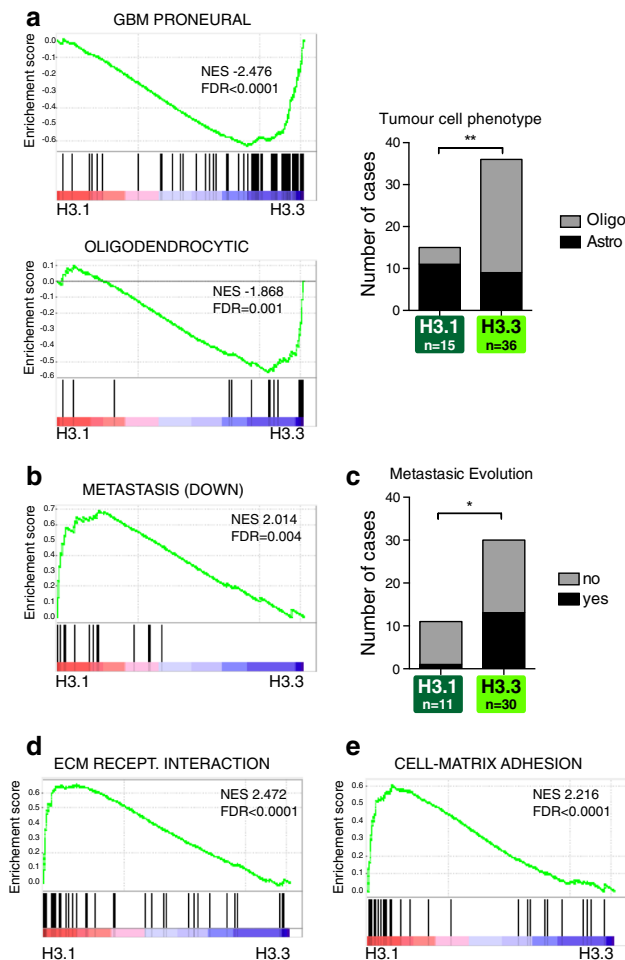 a
GBM PRONEURAL
Enrichement score
0.0
-0.1
-0.2
-0.3
-0.4
-0.5
-0.6
NES -2.476
FDR<0.0001
H3.1
H3.3
OLIGODENDROCYTIC
Enrichement score
0.1
0.0
-0.1
-0.2
-0.3
-0.4
-0.5
-0.6
NES -1.868
FDR=0.001
H3.1
H3.3
Tumour cell phenotype
Number of cases
40
30
20
10
0
**
Oligo
Astro
H3.1
n=15
H3.3
n=36
b
METASTASIS (DOWN)
Enrichement score
0.7
0.6
0.5
0.4
0.3
0.2
0.1
0.0
NES 2.014
FDR=0.004
H3.1
H3.3
c
Metastasic Evolution
Number of cases
40
30
20
10
0
*
no
yes
H3.1
n=11
H3.3
n=30
d
ECM RECEPT. INTERACTION
Enrichement score
0.6
0.5
0.4
0.3
0.2
0.1
0.0
NES 2.472
FDR<0.0001
H3.1
H3.3
e
CELL-MATRIX ADHESION
Enrichement score
0.6
0.5
0.4
0.3
0.2
0.1
0.0
NES 2.216
FDR<0.0001
H3.1
H3.3